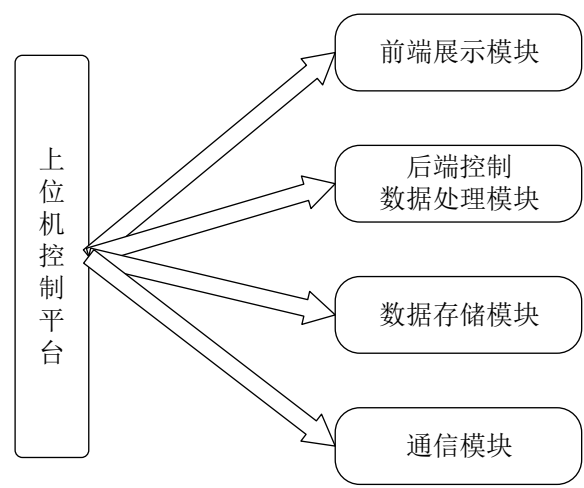 上位机控制平台
前端展示模块
后端控制
数据处理模块
数据存储模块
通信模块